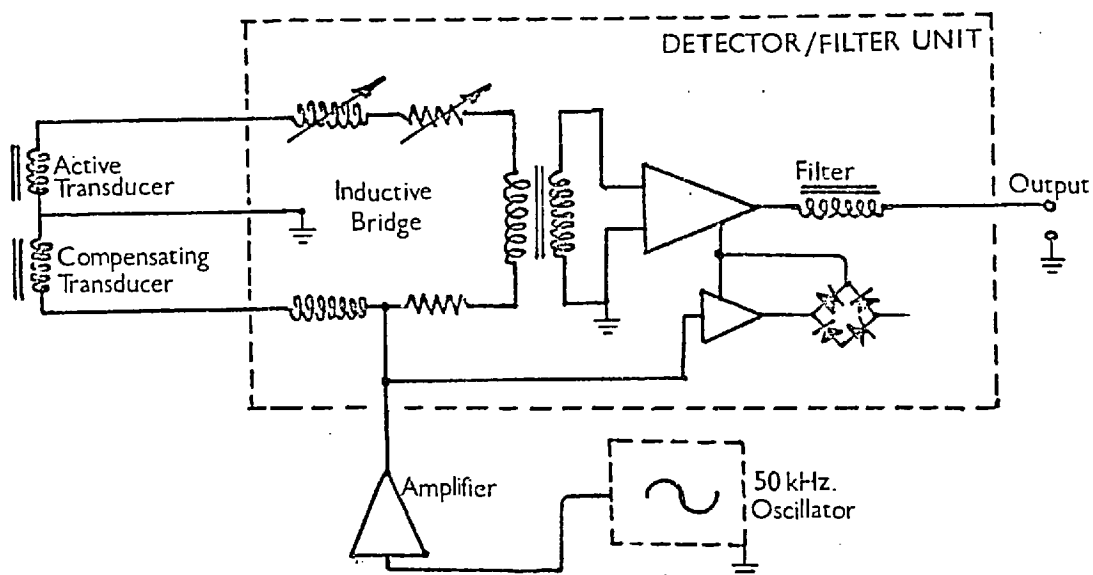 DETECTOR/FILTER UNIT
Active
Transducer
Inductive
Bridge
Filter
Output
Compensating
Transducer
Amplifier
50 kHz.
Oscillator